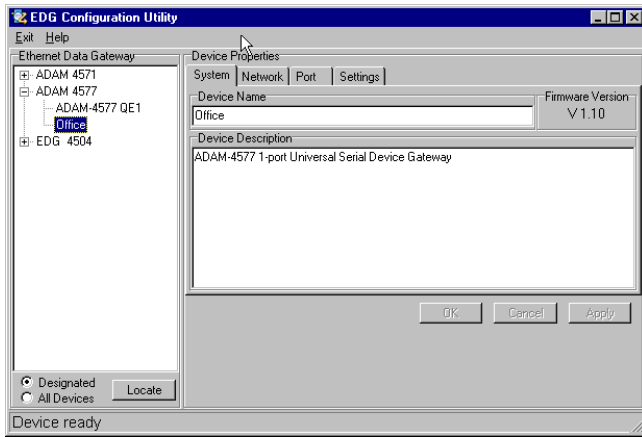 EDG Configuration Utility
Exit Help
Ethernet Data Gateway
ADAM 4571
ADAM 4577
ADAM-4577 QE1
Office
EDG 4504
Designated
All Devices
Locate
Device Properties
System Network Port Settings
Device Name
Office
Firmware Version
V 1.10
Device Description
ADAM-4577 1-port Universal Serial Device Gateway
OK Cancel Apply
Device ready